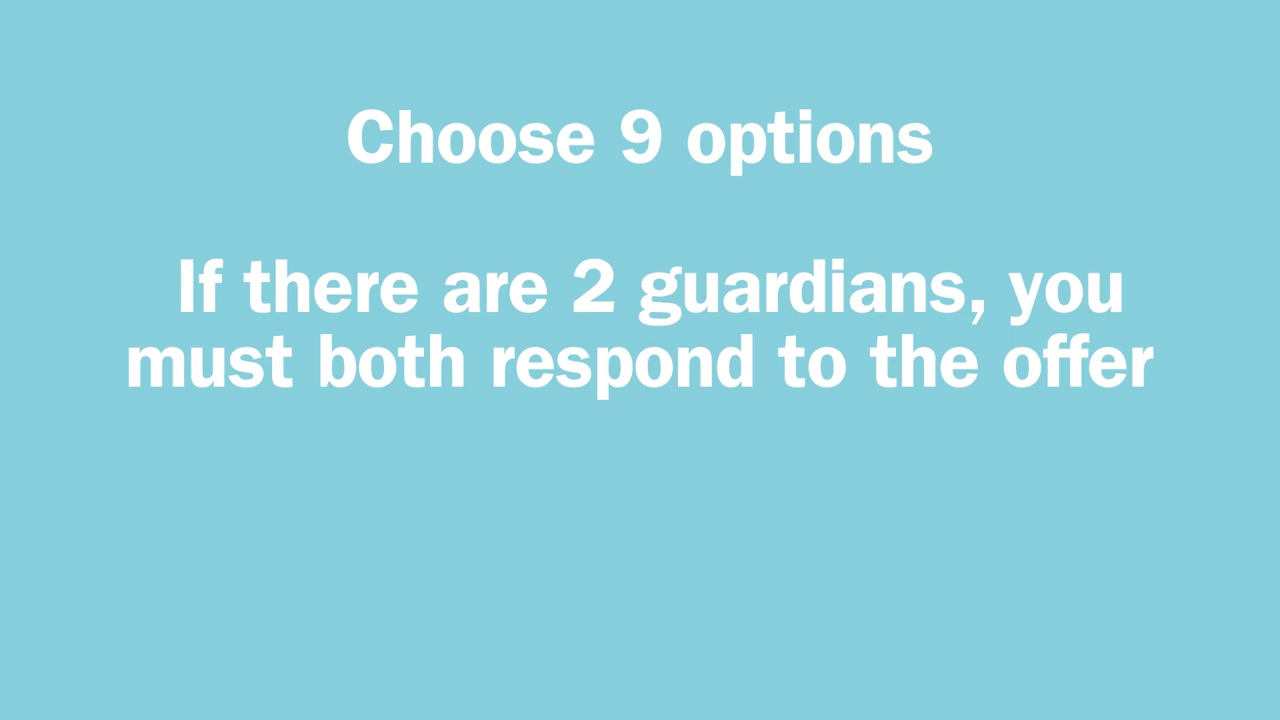 Choose 9 options
If there are 2 guardians, you
must both respond to the offer